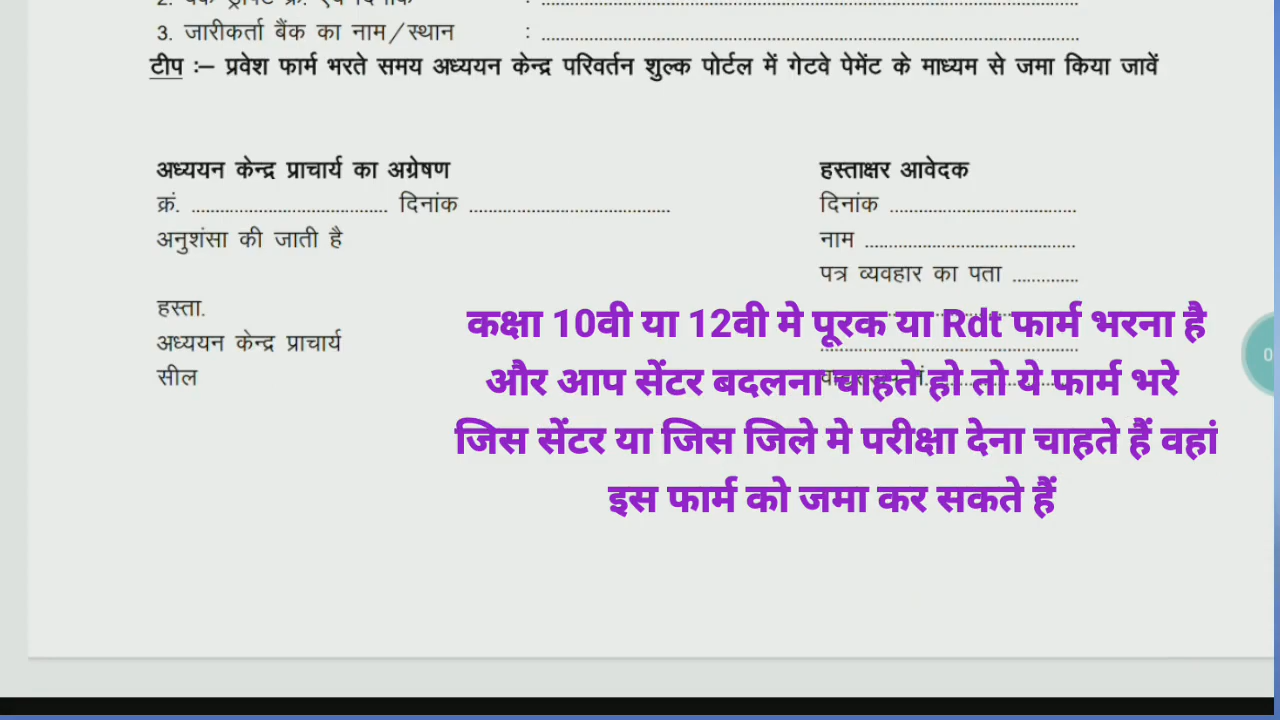 2. बैंक ड्राफ्ट क्र. एवं दिनांक : ........................
3. जारीकर्ता बैंक का नाम/स्थान : ........................
टीप :– प्रवेश फार्म भरते समय अध्ययन केन्द्र परिवर्तन शुल्क पोर्टल में गेटवे पेमेंट के माध्यम से जमा किया जावें
अध्ययन केन्द्र प्राचार्य का अग्रेषण
क्रं. ........................ दिनांक ........................
अनुशंसा की जाती है
हस्ता.
अध्ययन केन्द्र प्राचार्य
सील
हस्ताक्षर आवेदक
दिनांक ........................
नाम ........................
पत्र व्यवहार का पता ..............
कक्षा 10वी या 12वी मे पूरक या Rdt फार्म भरना है
और आप सेंटर बदलना चाहते हो तो ये फार्म भरे
जिस सेंटर या जिस जिले मे परीक्षा देना चाहते हैं वहां
इस फार्म को जमा कर सकते हैं